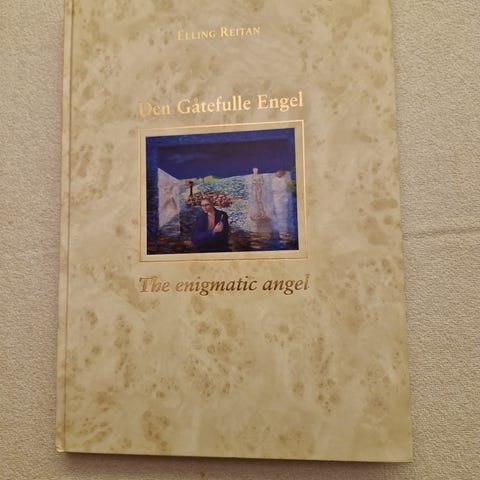 ELLING REITAN
Den Gåtefulle Engel
The enigmatic angel